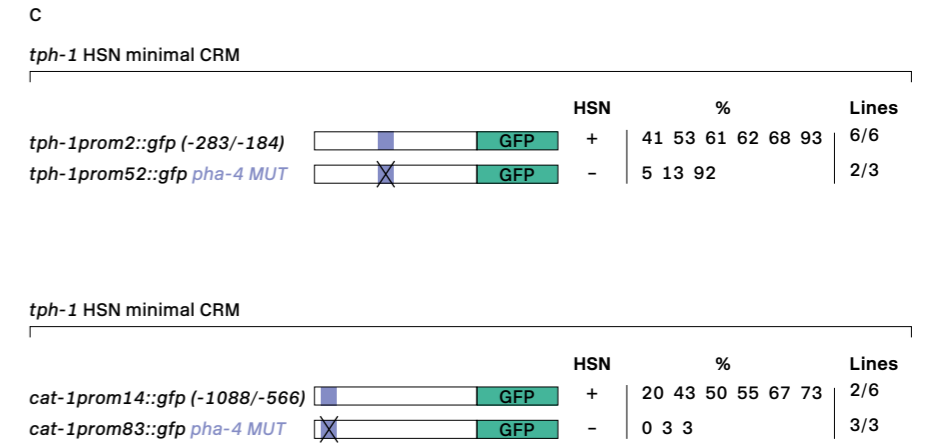 C
tph-1 HSN minimal CRM
HSN % Lines
tph-1prom2::gfp (-283/-184) GFP + 41 53 61 62 68 93 6/6
tph-1prom52::gfp pha-4 MUT GFP – 5 13 92 2/3
tph-1 HSN minimal CRM
HSN % Lines
cat-1prom14::gfp (-1088/-566) GFP + 20 43 50 55 67 73 2/6
cat-1prom83::gfp pha-4 MUT GFP – 0 3 3 3/3